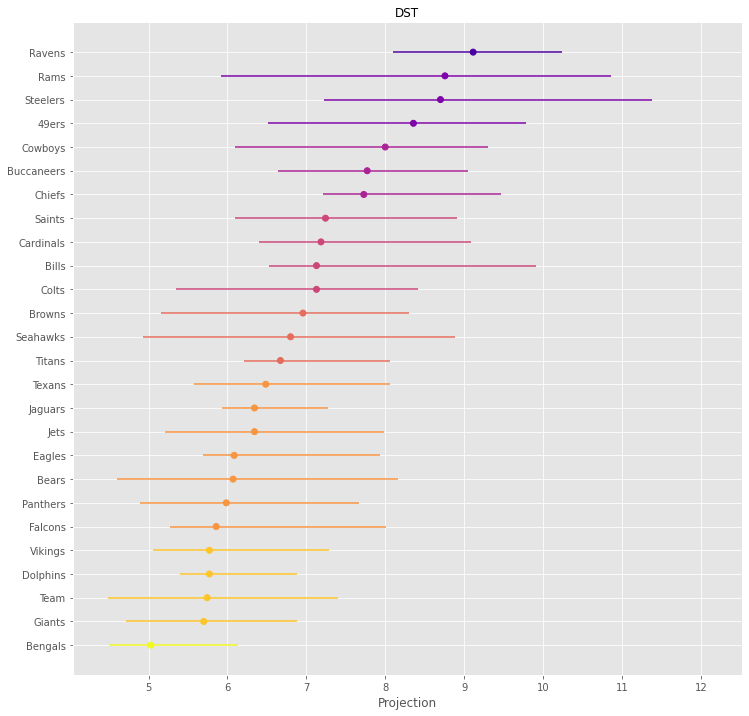 DST
Ravens
Rams
Steelers
49ers
Cowboys
Buccaneers
Chiefs
Saints
Cardinals
Bills
Colts
Browns
Seahawks
Titans
Texans
Jaguars
Jets
Eagles
Bears
Panthers
Falcons
Vikings
Dolphins
Team
Giants
Bengals
5 6 7 8 9 10 11 12
Projection